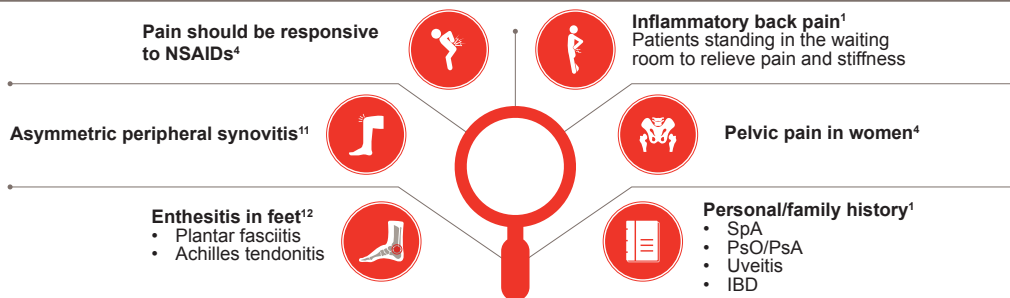 Pain should be responsive
to NSAIDs⁴
Inflammatory back pain¹
Patients standing in the waiting
room to relieve pain and stiffness
Asymmetric peripheral synovitis¹¹
Pelvic pain in women⁴
Enthesitis in feet¹²
• Plantar fasciitis
• Achilles tendonitis
Personal/family history¹
• SpA
• PsO/PsA
• Uveitis
• IBD